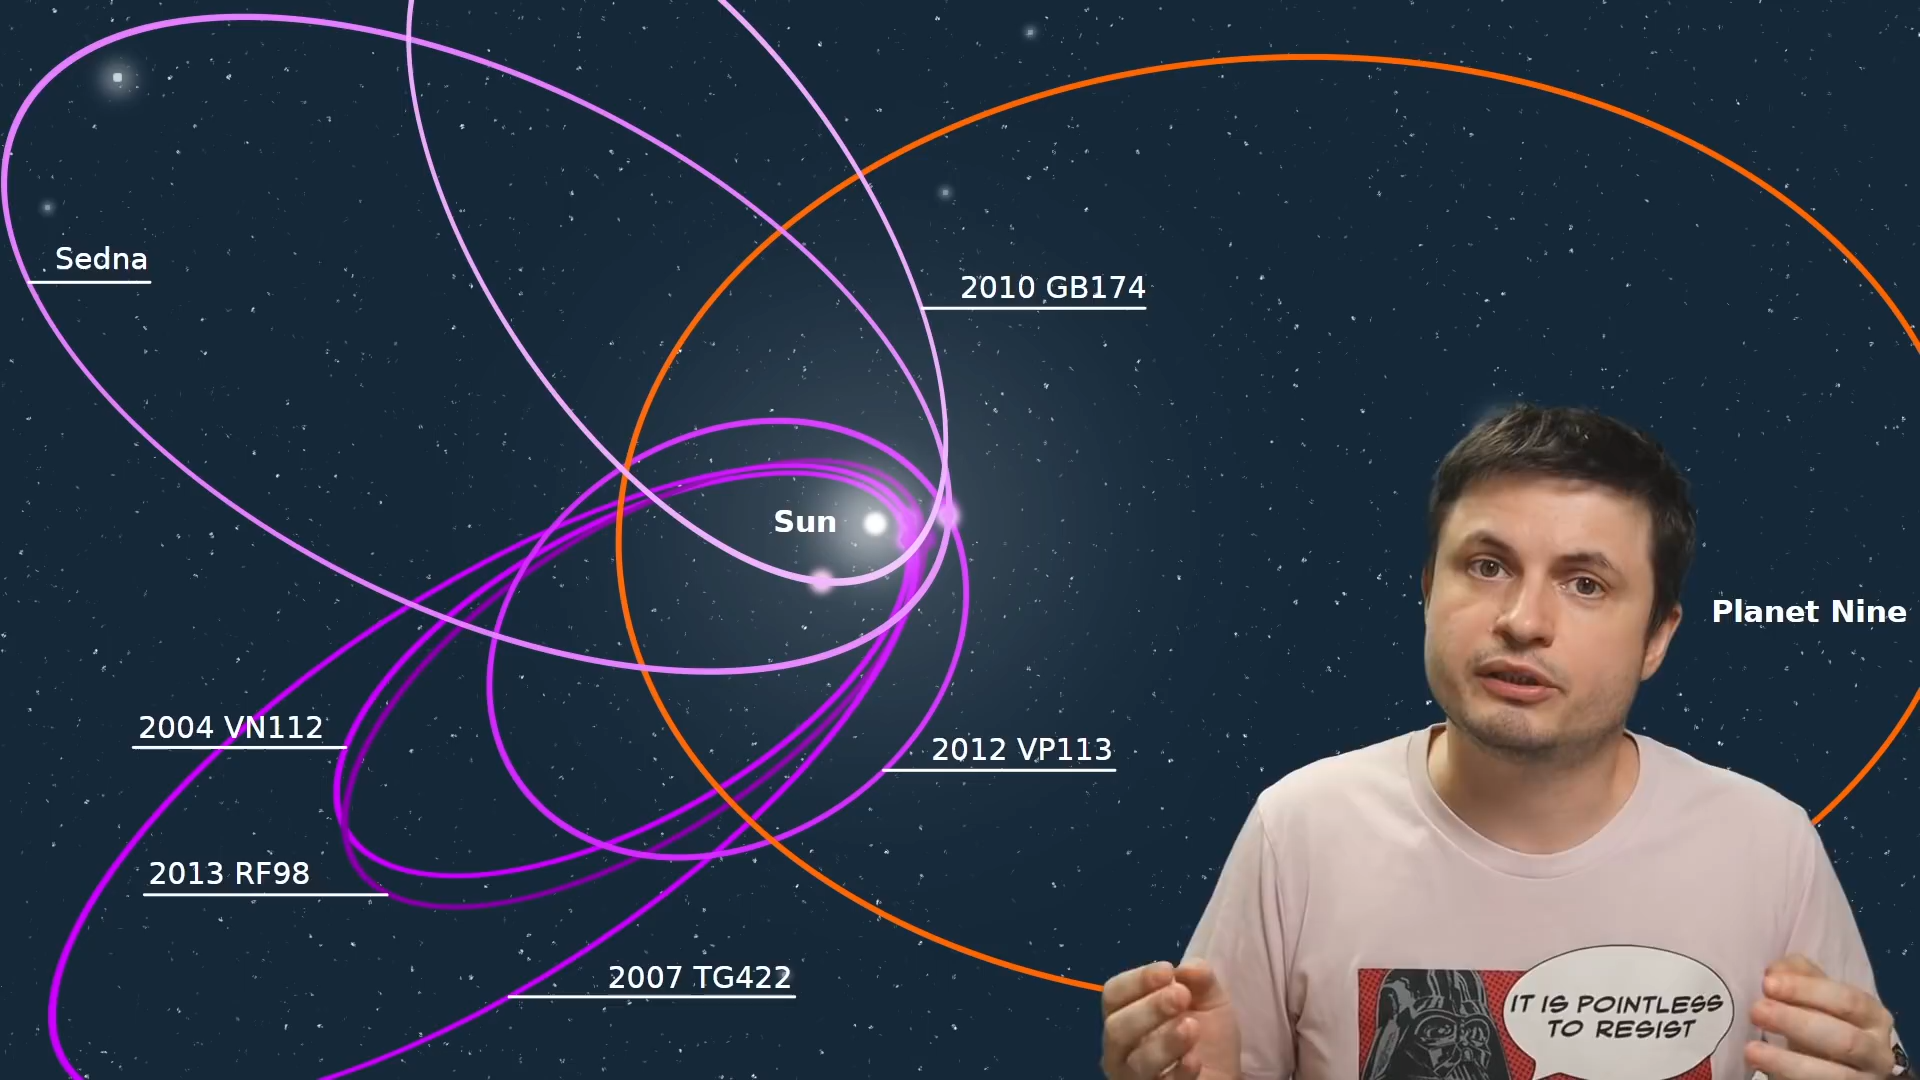 Sedna
2010 GB174
Sun
Planet Nine
2004 VN112
2012 VP113
2013 RF98
2007 TG422
IT IS POINTLESS
TO RESIST